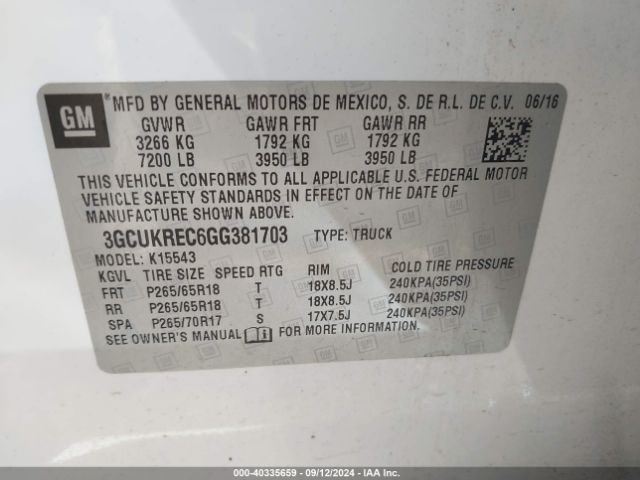 GM
MFD BY GENERAL MOTORS DE MEXICO, S. DE R.L. DE C.V. 06/16
GVWR GAWR FRT GAWR RR
3266 KG 1792 KG 1792 KG
7200 LB 3950 LB 3950 LB
THIS VEHICLE CONFORMS TO ALL APPLICABLE U.S. FEDERAL MOTOR
VEHICLE SAFETY STANDARDS IN EFFECT ON THE DATE OF
MANUFACTURE SHOWN ABOVE.
3GCUKREC6GG381703 TYPE: TRUCK
MODEL: K15543
KGVL TIRE SIZE SPEED RTG RIM COLD TIRE PRESSURE
FRT P265/65R18 T 18X8.5J 240KPA(35PSI)
RR P265/65R18 T 18X8.5J 240KPA(35PSI)
SPA P265/70R17 S 17X7.5J 240KPA(35PSI)
SEE OWNER'S MANUAL FOR MORE INFORMATION.
000-40335659 - 09/12/2024 - IAA Inc.